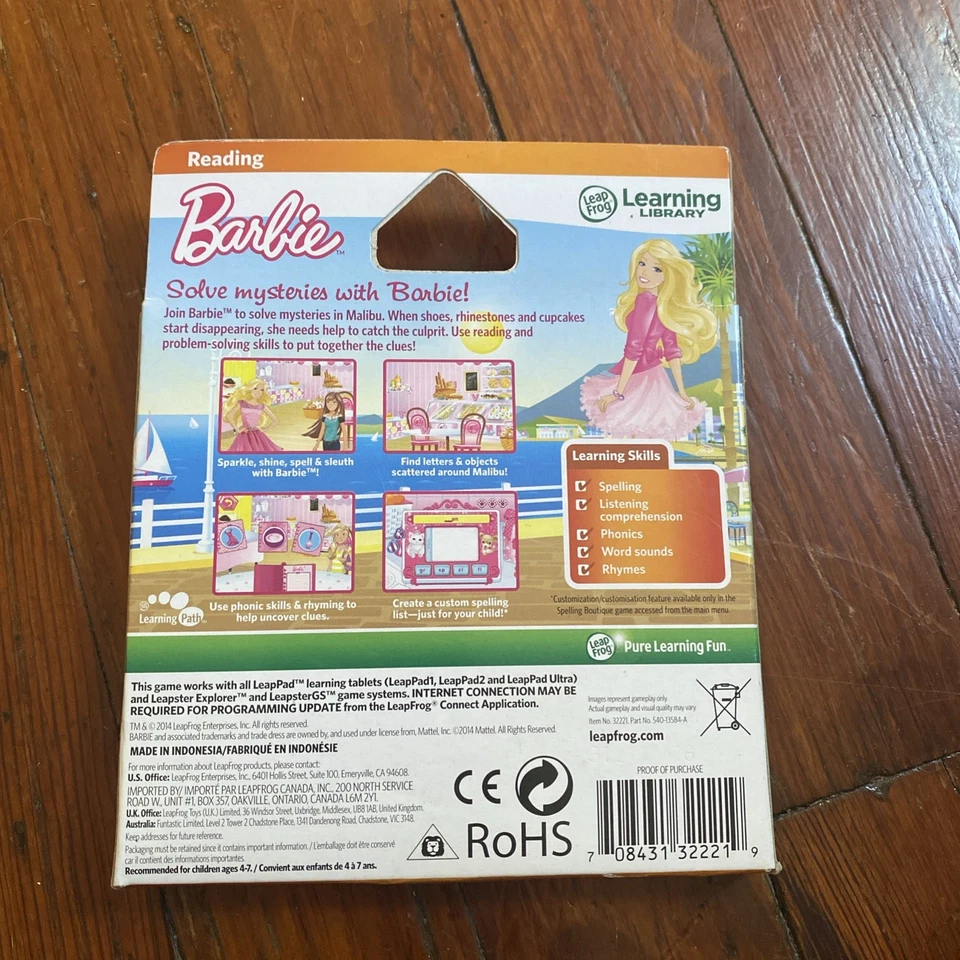 Reading
Barbie™
Leap Frog
Learning
LIBRARY
Solve mysteries with Barbie!
Join Barbie™ to solve mysteries in Malibu. When shoes, rhinestones and cupcakes
start disappearing, she needs help to catch the culprit. Use reading and
problem-solving skills to put together the clues!
Sparkle, shine, spell & sleuth
with Barbie™!
Find letters & objects
scattered around Malibu!
Use phonic skills & rhyming to
help uncover clues.
Create a custom spelling
list—just for your child!*
Learning Skills
Spelling
Listening
comprehension
Phonics
Word sounds
Rhymes
*Customization/customisation feature available only in the
Spelling Boutique game accessed from the main menu.
Learning Path™
Leap Frog
Pure Learning Fun™
This game works with all LeapPad™ learning tablets (LeapPad1, LeapPad2 and LeapPad Ultra)
and Leapster Explorer™ and LeapsterGS™ game systems. INTERNET CONNECTION MAY BE
REQUIRED FOR PROGRAMMING UPDATE from the LeapFrog® Connect Application.
TM & © 2014 LeapFrog Enterprises, Inc. All rights reserved.
BARBIE and associated trademarks and trade dress are owned by, and used under license from, Mattel, Inc. ©2014 Mattel. All Rights Reserved.
MADE IN INDONESIA/FABRIQUÉ EN INDONÉSIE
For more information about LeapFrog products, please contact:
U.S. Office: LeapFrog Enterprises, Inc., 6401 Hollis Street, Suite 100, Emeryville, CA 94608.
IMPORTED BY/ IMPORTÉ PAR LEAPFROG CANADA, INC., 200 NORTH SERVICE
ROAD W., UNIT #1, BOX 357, OAKVILLE, ONTARIO, CANADA L6M 2Y1.
U.K. Office: LeapFrog Toys (U.K.) Limited, 36 Windsor Street, Uxbridge, Middlesex, UB8 1AB, United Kingdom.
Australia: Funtastic Limited, Level 2 Tower 2 Chadstone Place, 1341 Dandenong Road, Chadstone, VIC 3148.
Keep addresses for future reference.
Packaging must be retained since it contains important information. / L'emballage doit être conservé
car il contient des informations importantes.
Recommended for children ages 4-7. / Convient aux enfants de 4 à 7 ans.
CE
RoHS
Images represent gameplay only.
Actual gameplay and visual quality may vary
Item No. 32221, Part No. 540-13584-A
leapfrog.com
PROOF OF PURCHASE
7 08431 32221 9